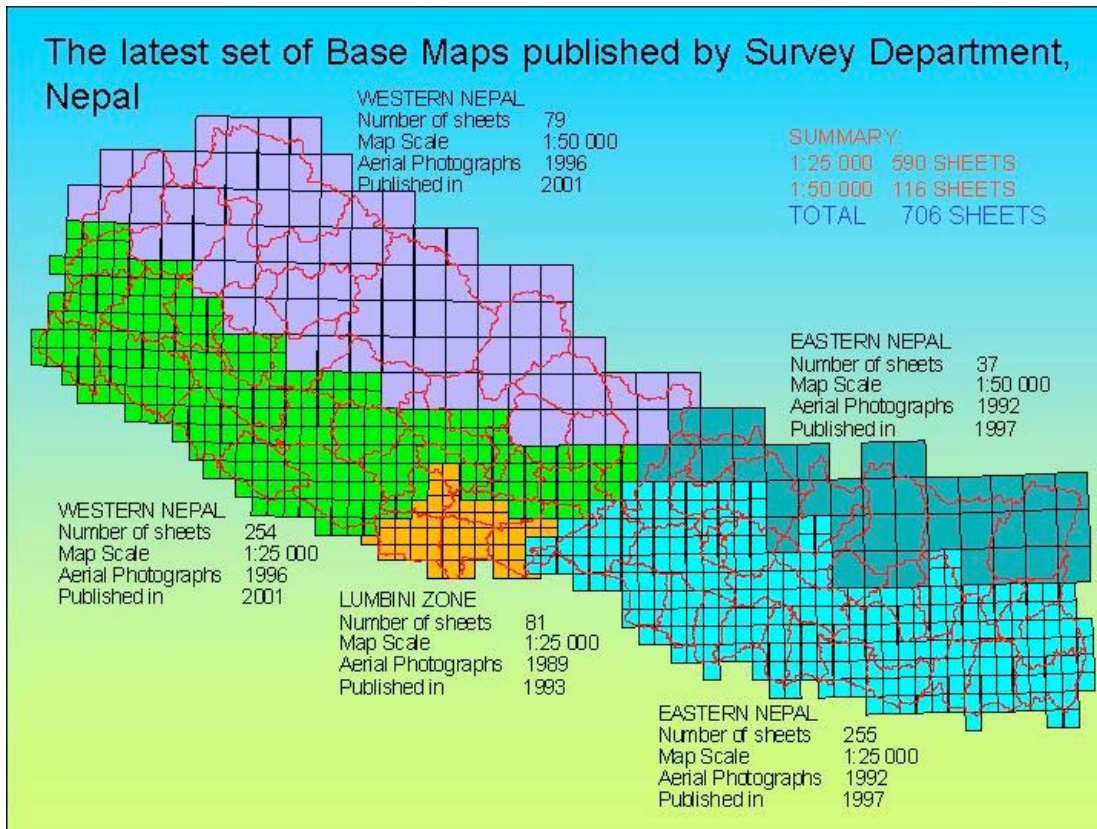 The latest set of Base Maps published by Survey Department,
Nepal
WESTERN NEPAL
Number of sheets 79
Map Scale 1:50 000
Aerial Photographs 1996
Published in 2001
SUMMARY:
1:25 000 590 SHEETS
1:50 000 116 SHEETS
TOTAL 706 SHEETS
EASTERN NEPAL
Number of sheets 37
Map Scale 1:50 000
Aerial Photographs 1992
Published in 1997
WESTERN NEPAL
Number of sheets 254
Map Scale 1:25 000
Aerial Photographs 1996
Published in 2001
LUMBINI ZONE
Number of sheets 81
Map Scale 1:25 000
Aerial Photographs 1989
Published in 1993
EASTERN NEPAL
Number of sheets 255
Map Scale 1:25 000
Aerial Photographs 1992
Published in 1997